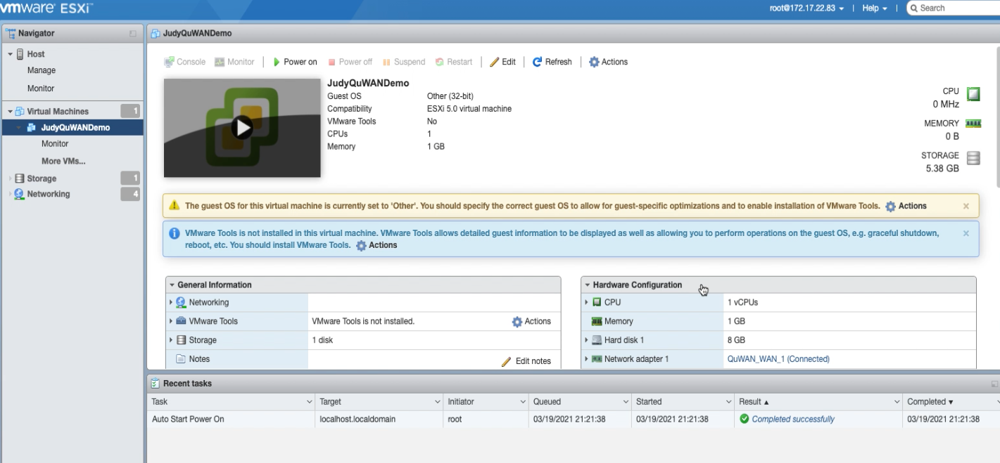 vmware ESXi™
root@172.17.22.83 | Help | Search
Navigator
Host
Manage
Monitor
Virtual Machines 1
JudyQuWANDemo
Monitor
More VMs...
Storage 1
Networking 4
JudyQuWANDemo
Console Monitor | Power on Power off Suspend Restart | Edit | Refresh | Actions
JudyQuWANDemo
Guest OS Other (32-bit)
Compatibility ESXi 5.0 virtual machine
VMware Tools No
CPUs 1
Memory 1 GB
CPU
0 MHz
MEMORY
0 B
STORAGE
5.38 GB
The guest OS for this virtual machine is currently set to 'Other'. You should specify the correct guest OS to allow for guest-specific optimizations and to enable installation of VMware Tools. Actions
VMware Tools is not installed in this virtual machine. VMware Tools allows detailed guest information to be displayed as well as allowing you to perform operations on the guest OS, e.g. graceful shutdown,
reboot, etc. You should install VMware Tools. Actions
General Information
Networking
VMware Tools VMware Tools is not installed. Actions
Storage 1 disk
Notes Edit notes
Hardware Configuration
CPU 1 vCPUs
Memory 1 GB
Hard disk 1 8 GB
Network adapter 1 QuWAN_WAN_1 (Connected)
Recent tasks
Task Target Initiator Queued Started Result Completed
Auto Start Power On localhost.localdomain root 03/19/2021 21:21:38 03/19/2021 21:21:38 Completed successfully 03/19/2021 21:21:38